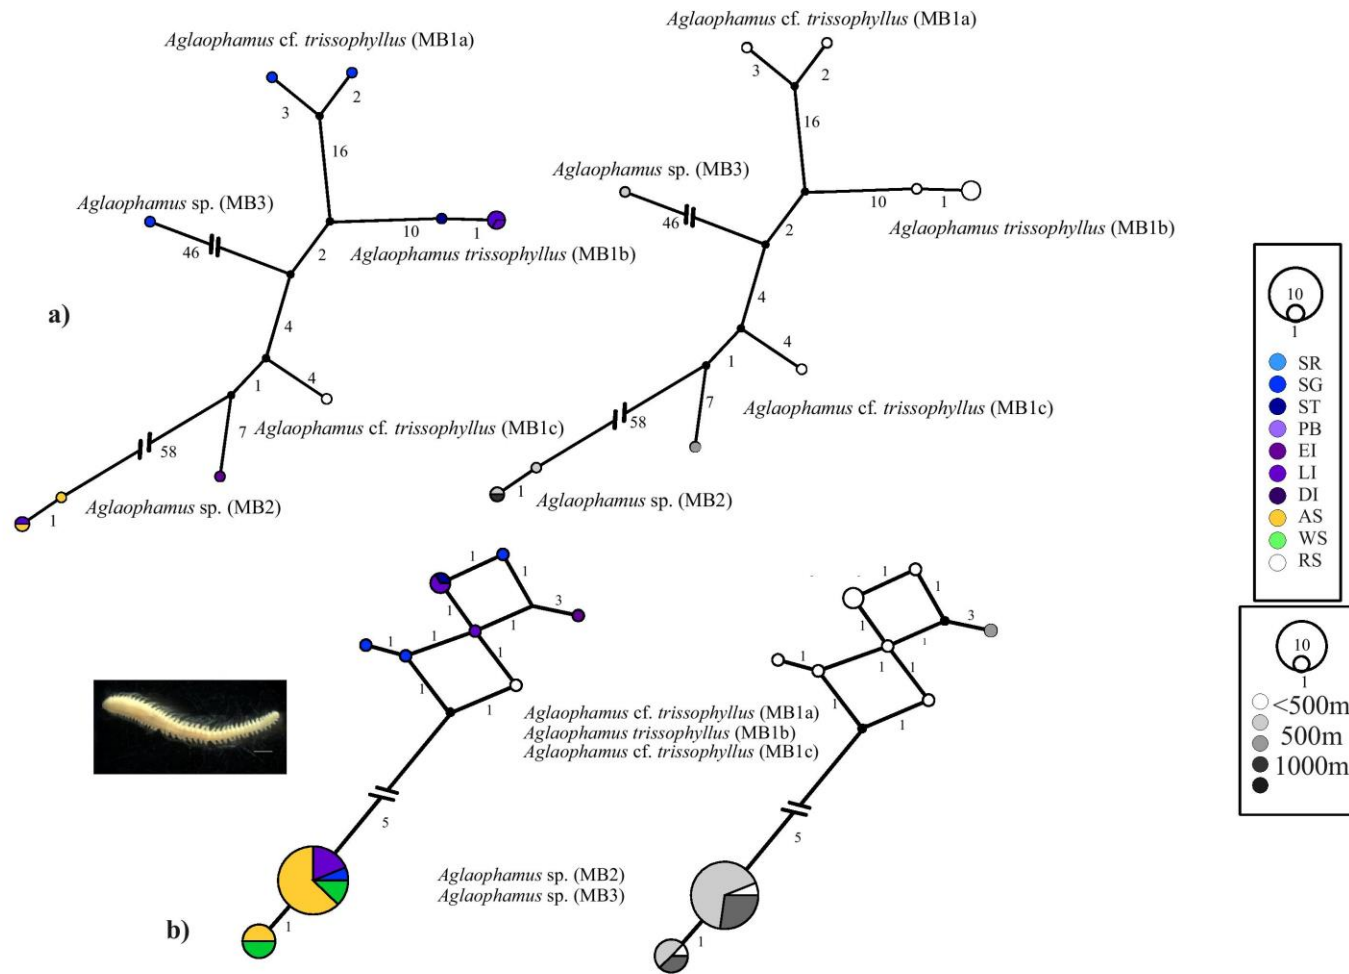 Aglaophamus cf. trissophyllus (MB1a)
3
2
16
Aglaophamus sp. (MB3)
46
10
1
2
Aglaophamus trissophyllus (MB1b)
a)
4
1
4
7
Aglaophamus cf. trissophyllus (MB1c)
58
Aglaophamus sp. (MB2)
1
Aglaophamus cf. trissophyllus (MB1a)
3
2
16
Aglaophamus sp. (MB3)
46
10
1
2
Aglaophamus trissophyllus (MB1b)
4
1
4
7
Aglaophamus cf. trissophyllus (MB1c)
58
1
Aglaophamus sp. (MB2)
10
1
SR
SG
ST
PB
EI
LI
DI
AS
WS
RS
10
1
<500m
500m
1000m
1
1
3
1
1
1
1
1
1
1
Aglaophamus cf. trissophyllus (MB1a)
Aglaophamus trissophyllus (MB1b)
Aglaophamus cf. trissophyllus (MB1c)
5
Aglaophamus sp. (MB2)
Aglaophamus sp. (MB3)
1
b)
1
1
3
1
1
1
1
1
1
1
5
1